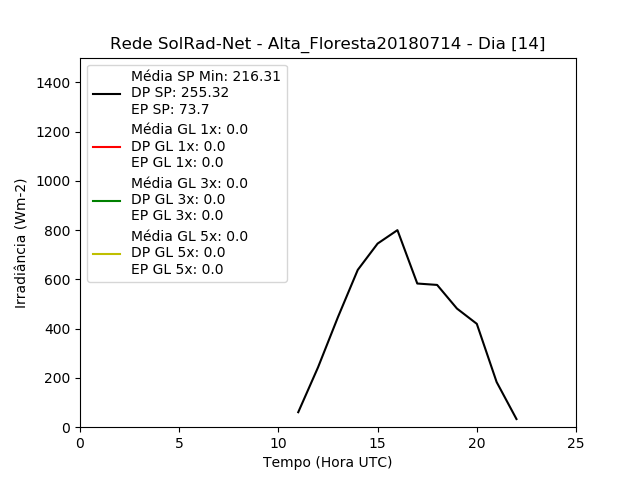 Rede SolRad-Net - Alta_Floresta20180714 - Dia [14]
Média SP Min: 216.31
DP SP: 255.32
EP SP: 73.7
Média GL 1x: 0.0
DP GL 1x: 0.0
EP GL 1x: 0.0
Média GL 3x: 0.0
DP GL 3x: 0.0
EP GL 3x: 0.0
Média GL 5x: 0.0
DP GL 5x: 0.0
EP GL 5x: 0.0
Irradiância (Wm-2)
1400
1200
1000
800
600
400
200
0
0 5 10 15 20 25
Tempo (Hora UTC)